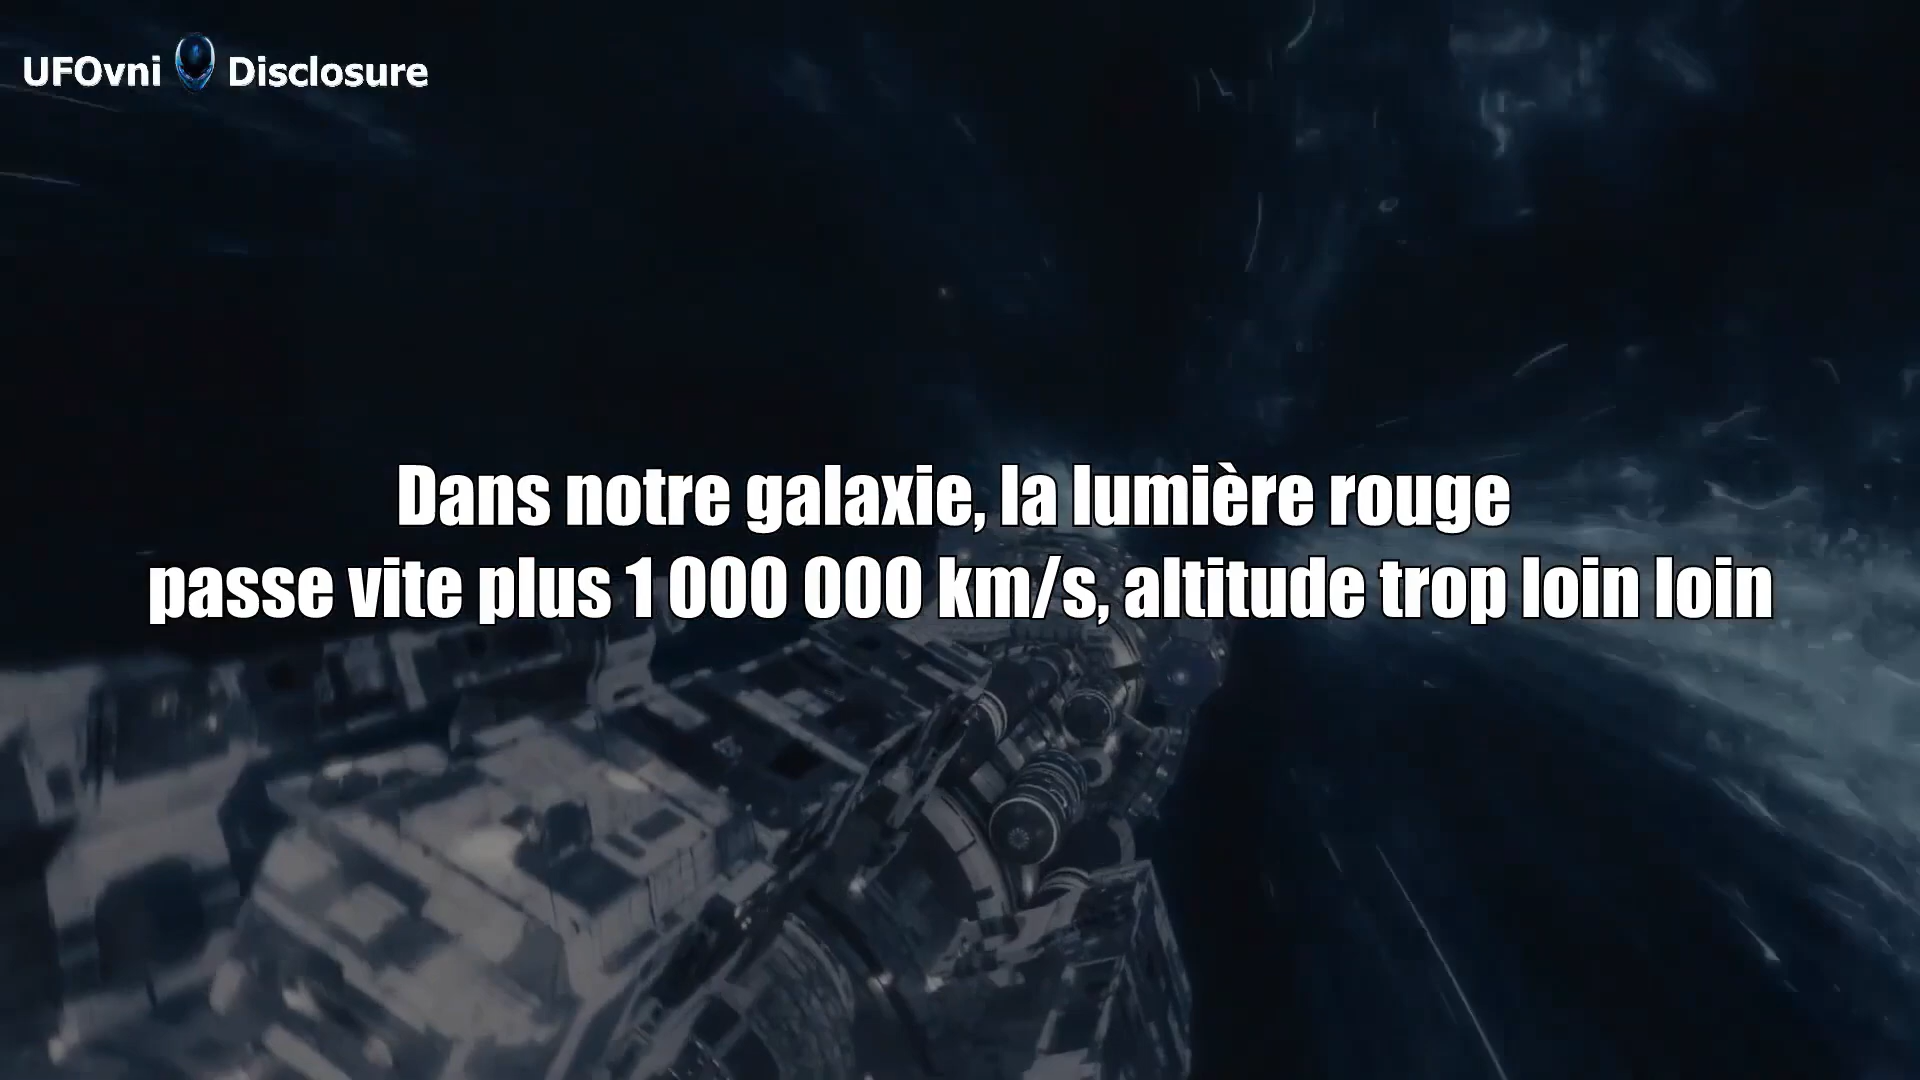 UFOvni Disclosure
Dans notre galaxie, la lumière rouge
passe vite plus 1 000 000 km/s, altitude trop loin loin